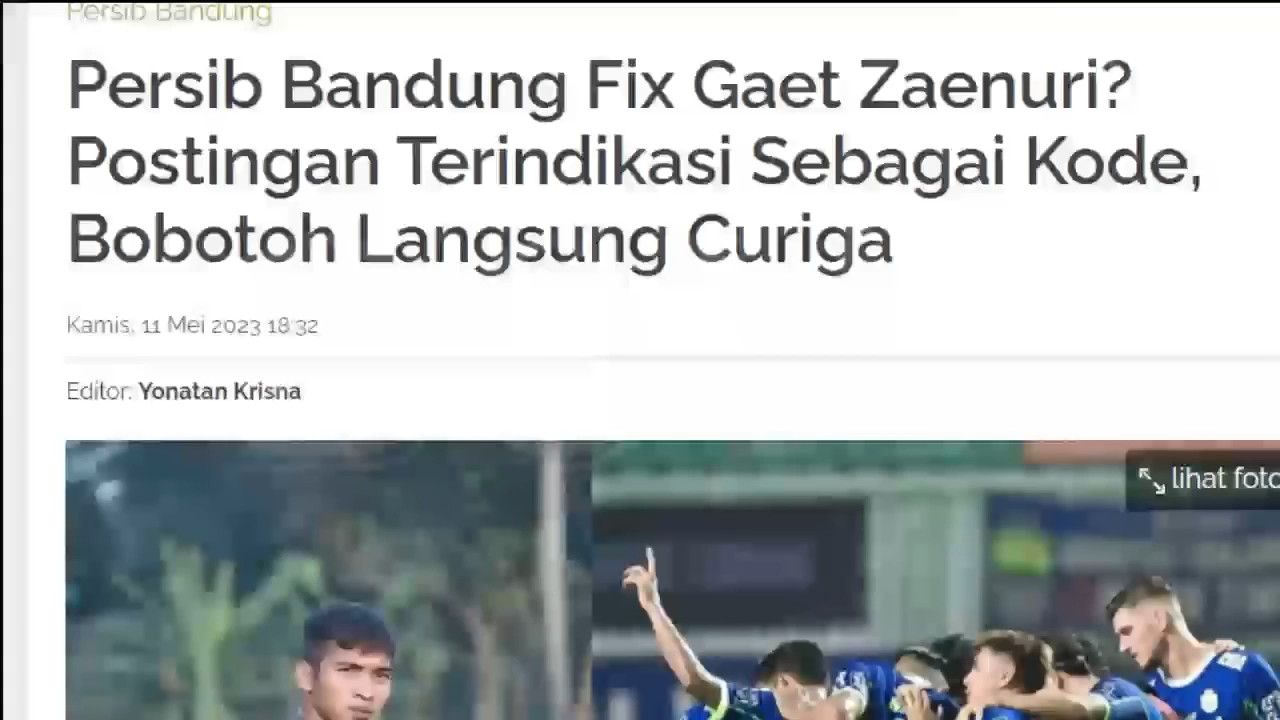 Persib Bandung
Persib Bandung Fix Gaet Zaenuri?
Postingan Terindikasi Sebagai Kode,
Bobotoh Langsung Curiga
Kamis, 11 Mei 2023 18:32
Editor: Yonatan Krisna
lihat foto